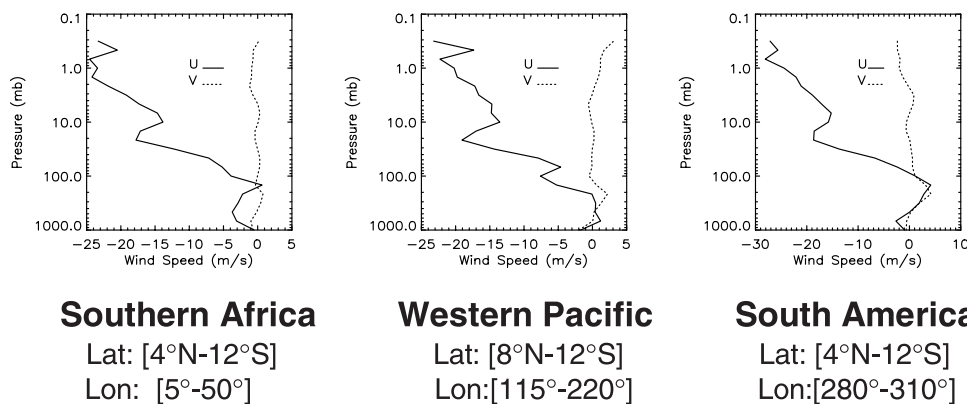 0.1
1.0
10.0
100.0
1000.0
Pressure (mb)
U
V
-25 -20 -15 -10 -5 0 5
Wind Speed (m/s)
0.1
1.0
10.0
100.0
1000.0
Pressure (mb)
U
V
-25 -20 -15 -10 -5 0 5
Wind Speed (m/s)
0.1
1.0
10.0
100.0
1000.0
Pressure (mb)
U
V
-30 -20 -10 0 10
Wind Speed (m/s)
Southern Africa
Lat: [4°N-12°S]
Lon: [5°-50°]
Western Pacific
Lat: [8°N-12°S]
Lon:[115°-220°]
South America
Lat: [4°N-12°S]
Lon:[280°-310°]